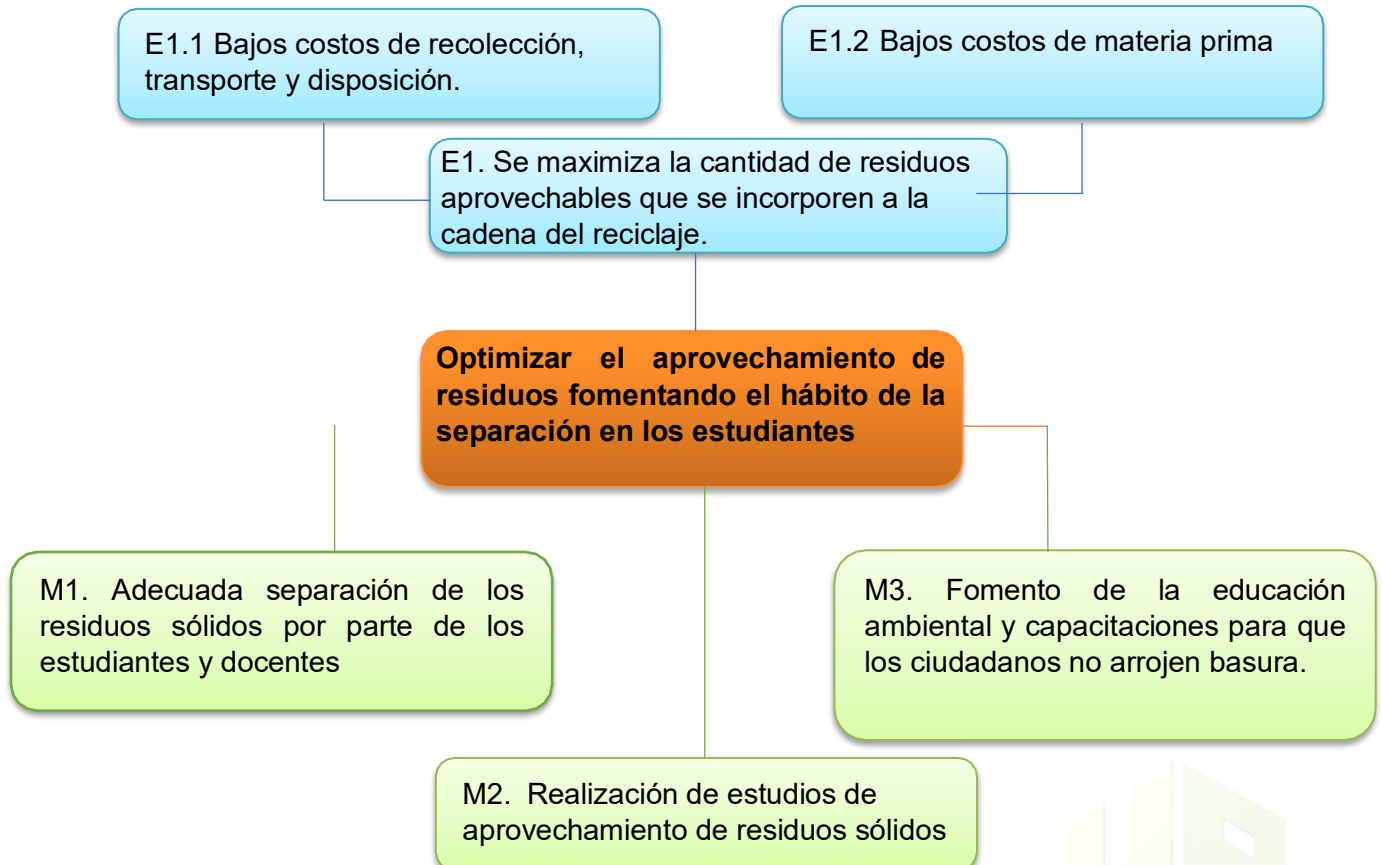 E1.1 Bajos costos de recolección,
transporte y disposición.
E1.2 Bajos costos de materia prima
E1. Se maximiza la cantidad de residuos
aprovechables que se incorporen a la
cadena del reciclaje.
Optimizar el aprovechamiento de
residuos fomentando el hábito de la
separación en los estudiantes
M1. Adecuada separación de los
residuos sólidos por parte de los
estudiantes y docentes
M3. Fomento de la educación
ambiental y capacitaciones para que
los ciudadanos no arrojen basura.
M2. Realización de estudios de
aprovechamiento de residuos sólidos